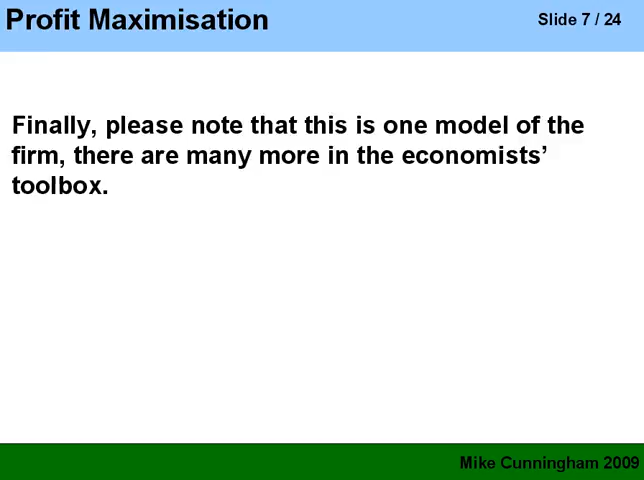 Profit Maximisation
Slide 7 / 24
Finally, please note that this is one model of the
firm, there are many more in the economists’
toolbox.
Mike Cunningham 2009